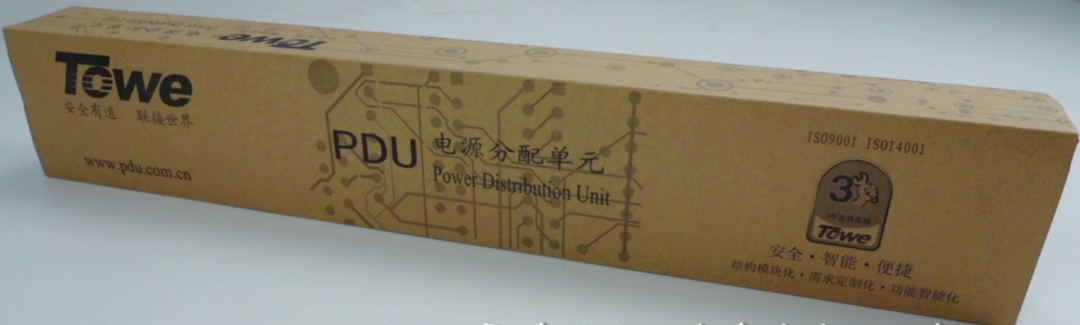 Towe
Towe
安全有道 联接世界
www.pdu.com.cn
PDU 电源分配单元
Power Distribution Unit
ISO9001 ISO14001
3
Towe
安全·智能·便捷
结构模块化·需求定制化·功能智能化